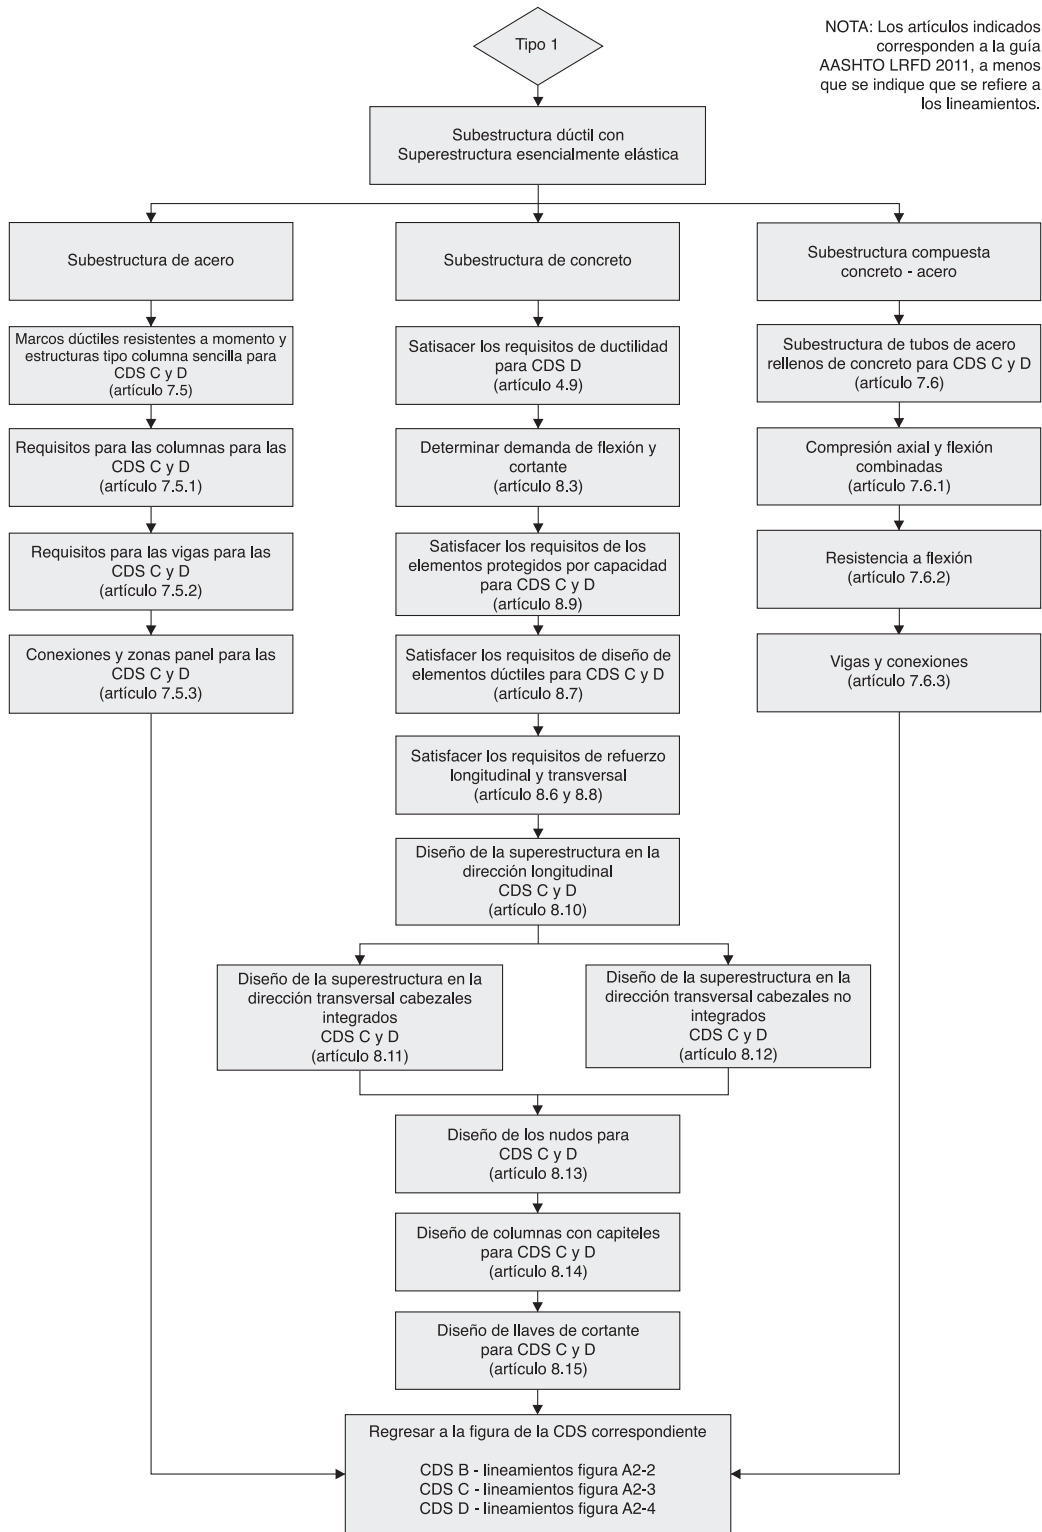 Tipo 1
NOTA: Los artículos indicados
corresponden a la guía
AASHTO LRFD 2011, a menos
que se indique que se refiere a
los lineamientos.
Subestructura dúctil con
Superestructura esencialmente elástica
Subestructura de acero
Marcos dúctiles resistentes a momento y
estructuras tipo columna sencilla para
CDS C y D
(artículo 7.5)
Requisitos para las columnas para las
CDS C y D
(artículo 7.5.1)
Requisitos para las vigas para las
CDS C y D
(artículo 7.5.2)
Conexiones y zonas panel para las
CDS C y D
(artículo 7.5.3)
Subestructura de concreto
Satisacer los requisitos de ductilidad
para CDS D
(artículo 4.9)
Determinar demanda de flexión y
cortante
(artículo 8.3)
Satisfacer los requisitos de los
elementos protegidos por capacidad
para CDS C y D
(artículo 8.9)
Satisfacer los requisitos de diseño de
elementos dúctiles para CDS C y D
(artículo 8.7)
Satisfacer los requisitos de refuerzo
longitudinal y transversal
(artículo 8.6 y 8.8)
Diseño de la superestructura en la
dirección longitudinal
CDS C y D
(artículo 8.10)
Diseño de la superestructura en la
dirección transversal cabezales
integrados
CDS C y D
(artículo 8.11)
Diseño de la superestructura en la
dirección transversal cabezales no
integrados
CDS C y D
(artículo 8.12)
Diseño de los nudos para
CDS C y D
(artículo 8.13)
Diseño de columnas con capiteles
para CDS C y D
(artículo 8.14)
Diseño de llaves de cortante
para CDS C y D
(artículo 8.15)
Subestructura compuesta
concreto - acero
Subestructura de tubos de acero
rellenos de concreto para CDS C y D
(artículo 7.6)
Compresión axial y flexión
combinadas
(artículo 7.6.1)
Resistencia a flexión
(artículo 7.6.2)
Vigas y conexiones
(artículo 7.6.3)
Regresar a la figura de la CDS correspondiente
CDS B - lineamientos figura A2-2
CDS C - lineamientos figura A2-3
CDS D - lineamientos figura A2-4